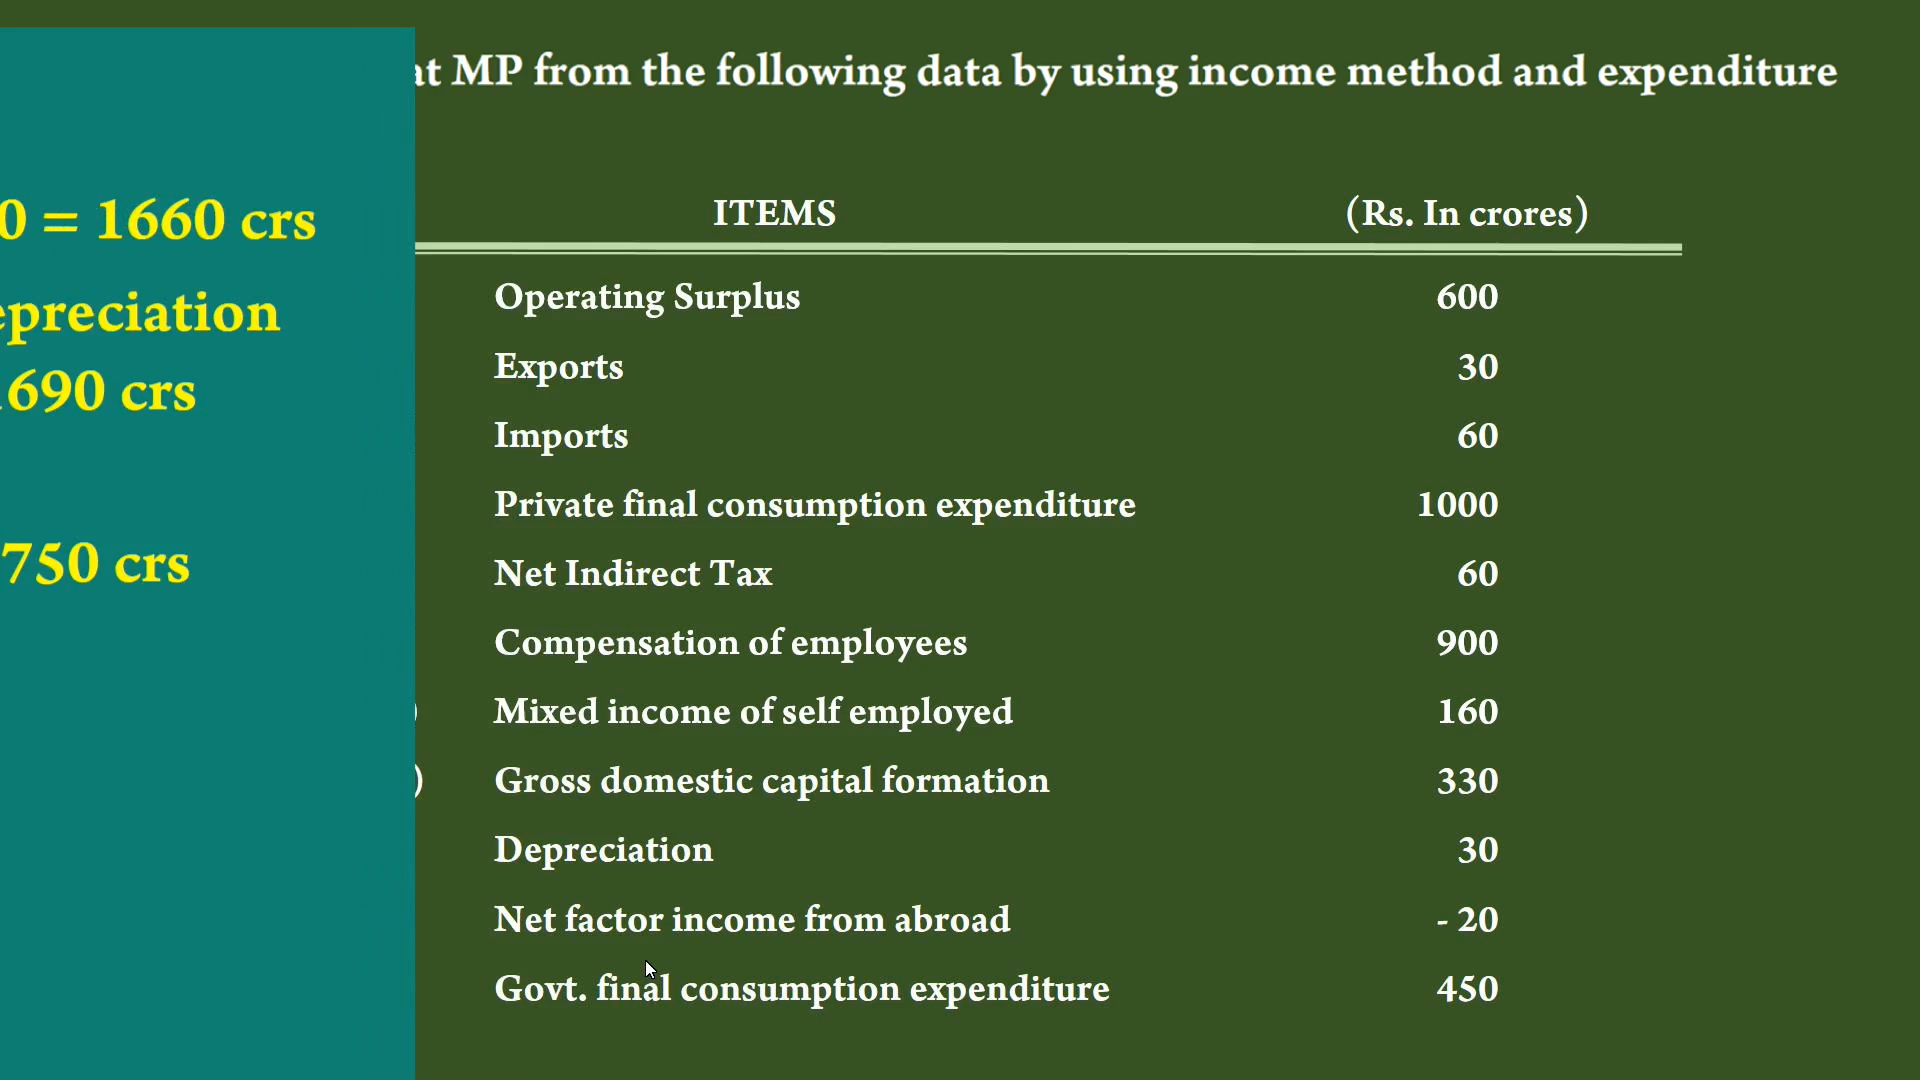 at MP from the following data by using income method and expenditure
ITEMS (Rs. In crores)
0 = 1660 crs
epreciation
1690 crs
750 crs
Operating Surplus 600
Exports 30
Imports 60
Private final consumption expenditure 1000
Net Indirect Tax 60
Compensation of employees 900
) Mixed income of self employed 160
) Gross domestic capital formation 330
Depreciation 30
Net factor income from abroad - 20
Govt. final consumption expenditure 450